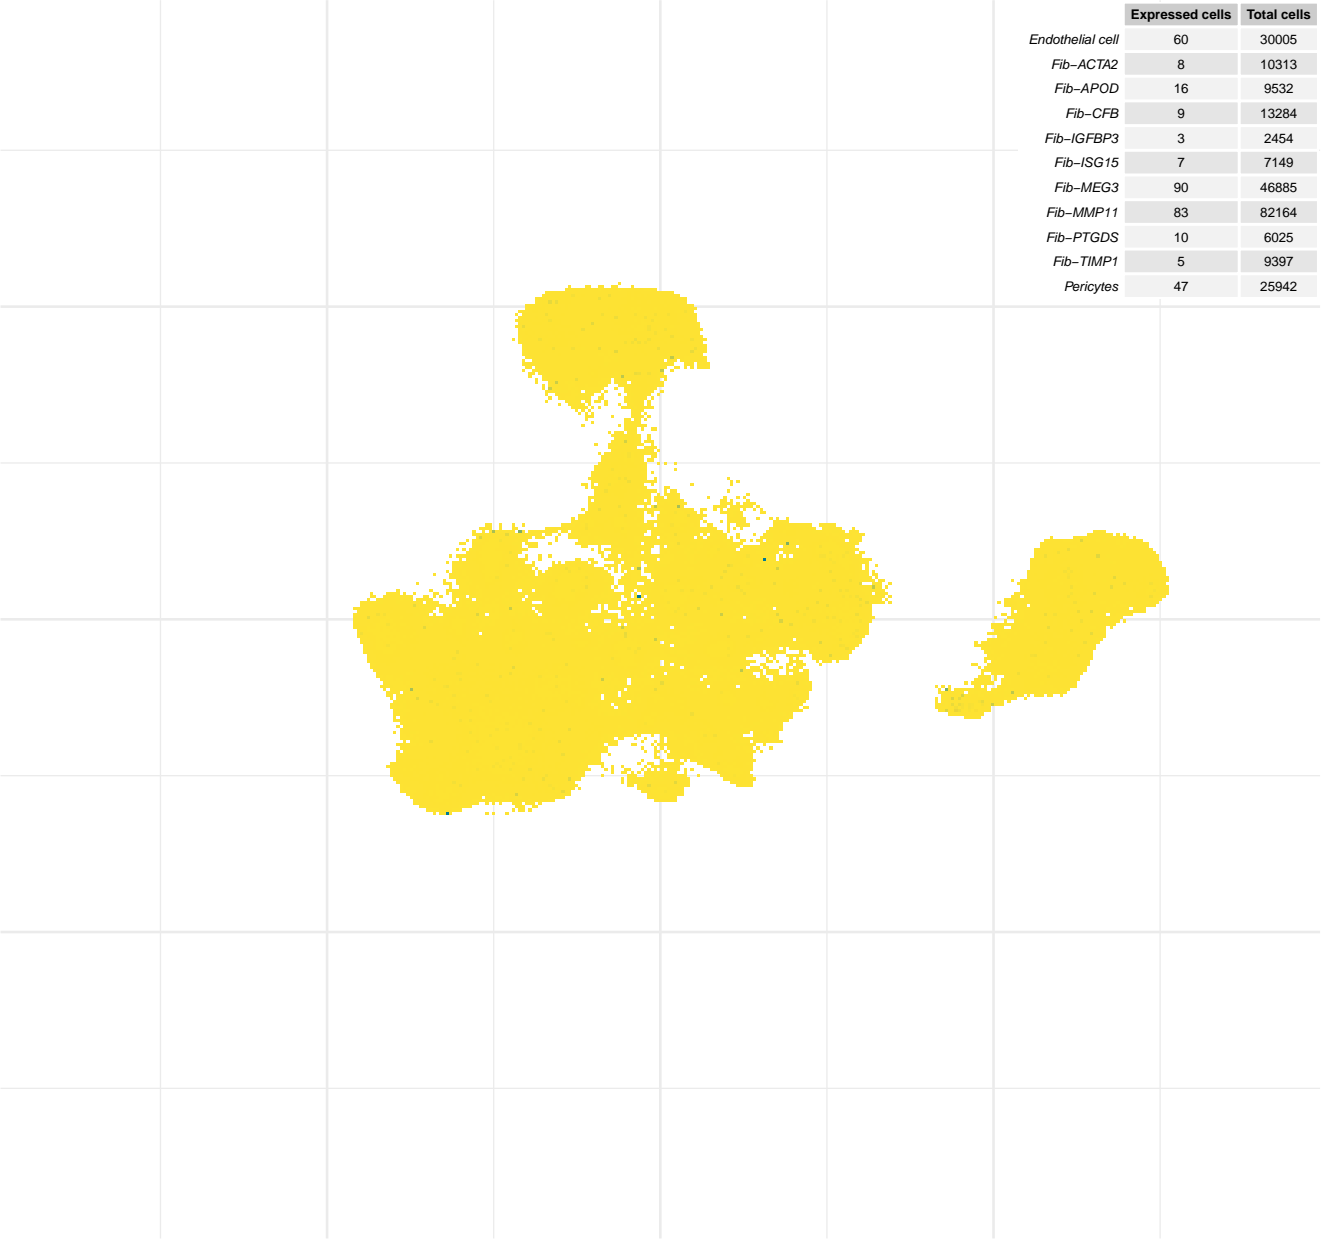 Expressed cells Total cells
Endothelial cell 60 30005
Fib−ACTA2 8 10313
Fib−APOD 16 9532
Fib−CFB 9 13284
Fib−IGFBP3 3 2454
Fib−ISG15 7 7149
Fib−MEG3 90 46885
Fib−MMP11 83 82164
Fib−PTGDS 10 6025
Fib−TIMP1 5 9397
Pericytes 47 25942